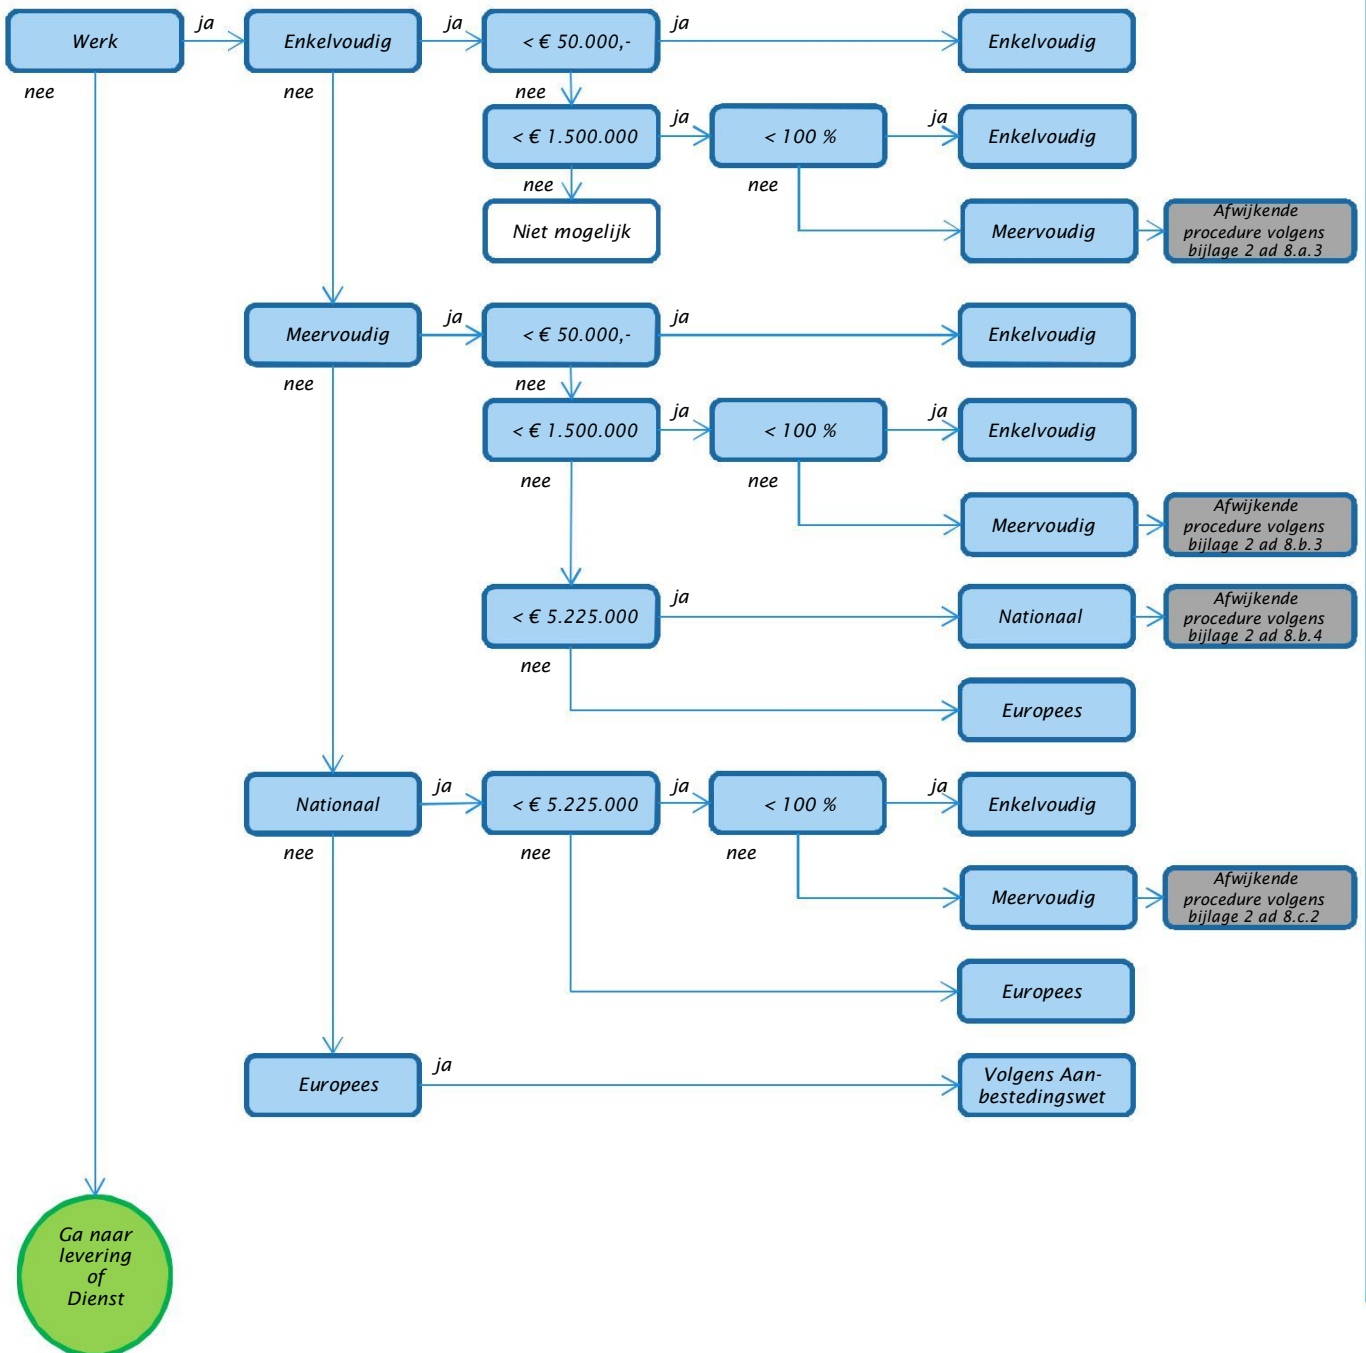 Werk
ja
Enkelvoudig
ja
< € 50.000,-
ja
Enkelvoudig
nee
nee
nee
< € 1.500.000
ja
< 100 %
ja
Enkelvoudig
nee
nee
Niet mogelijk
Meervoudig
Afwijkende
procedure volgens
bijlage 2 ad 8.a.3
Meervoudig
ja
< € 50.000,-
ja
Enkelvoudig
nee
nee
< € 1.500.000
ja
< 100 %
ja
Enkelvoudig
nee
nee
Meervoudig
Afwijkende
procedure volgens
bijlage 2 ad 8.b.3
< € 5.225.000
ja
Nationaal
Afwijkende
procedure volgens
bijlage 2 ad 8.b.4
nee
Europees
Nationaal
ja
< € 5.225.000
ja
< 100 %
ja
Enkelvoudig
nee
nee
nee
Meervoudig
Afwijkende
procedure volgens
bijlage 2 ad 8.c.2
Europees
Europees
ja
Volgens Aan-
bestedingswet
Ga naar
levering
of
Dienst